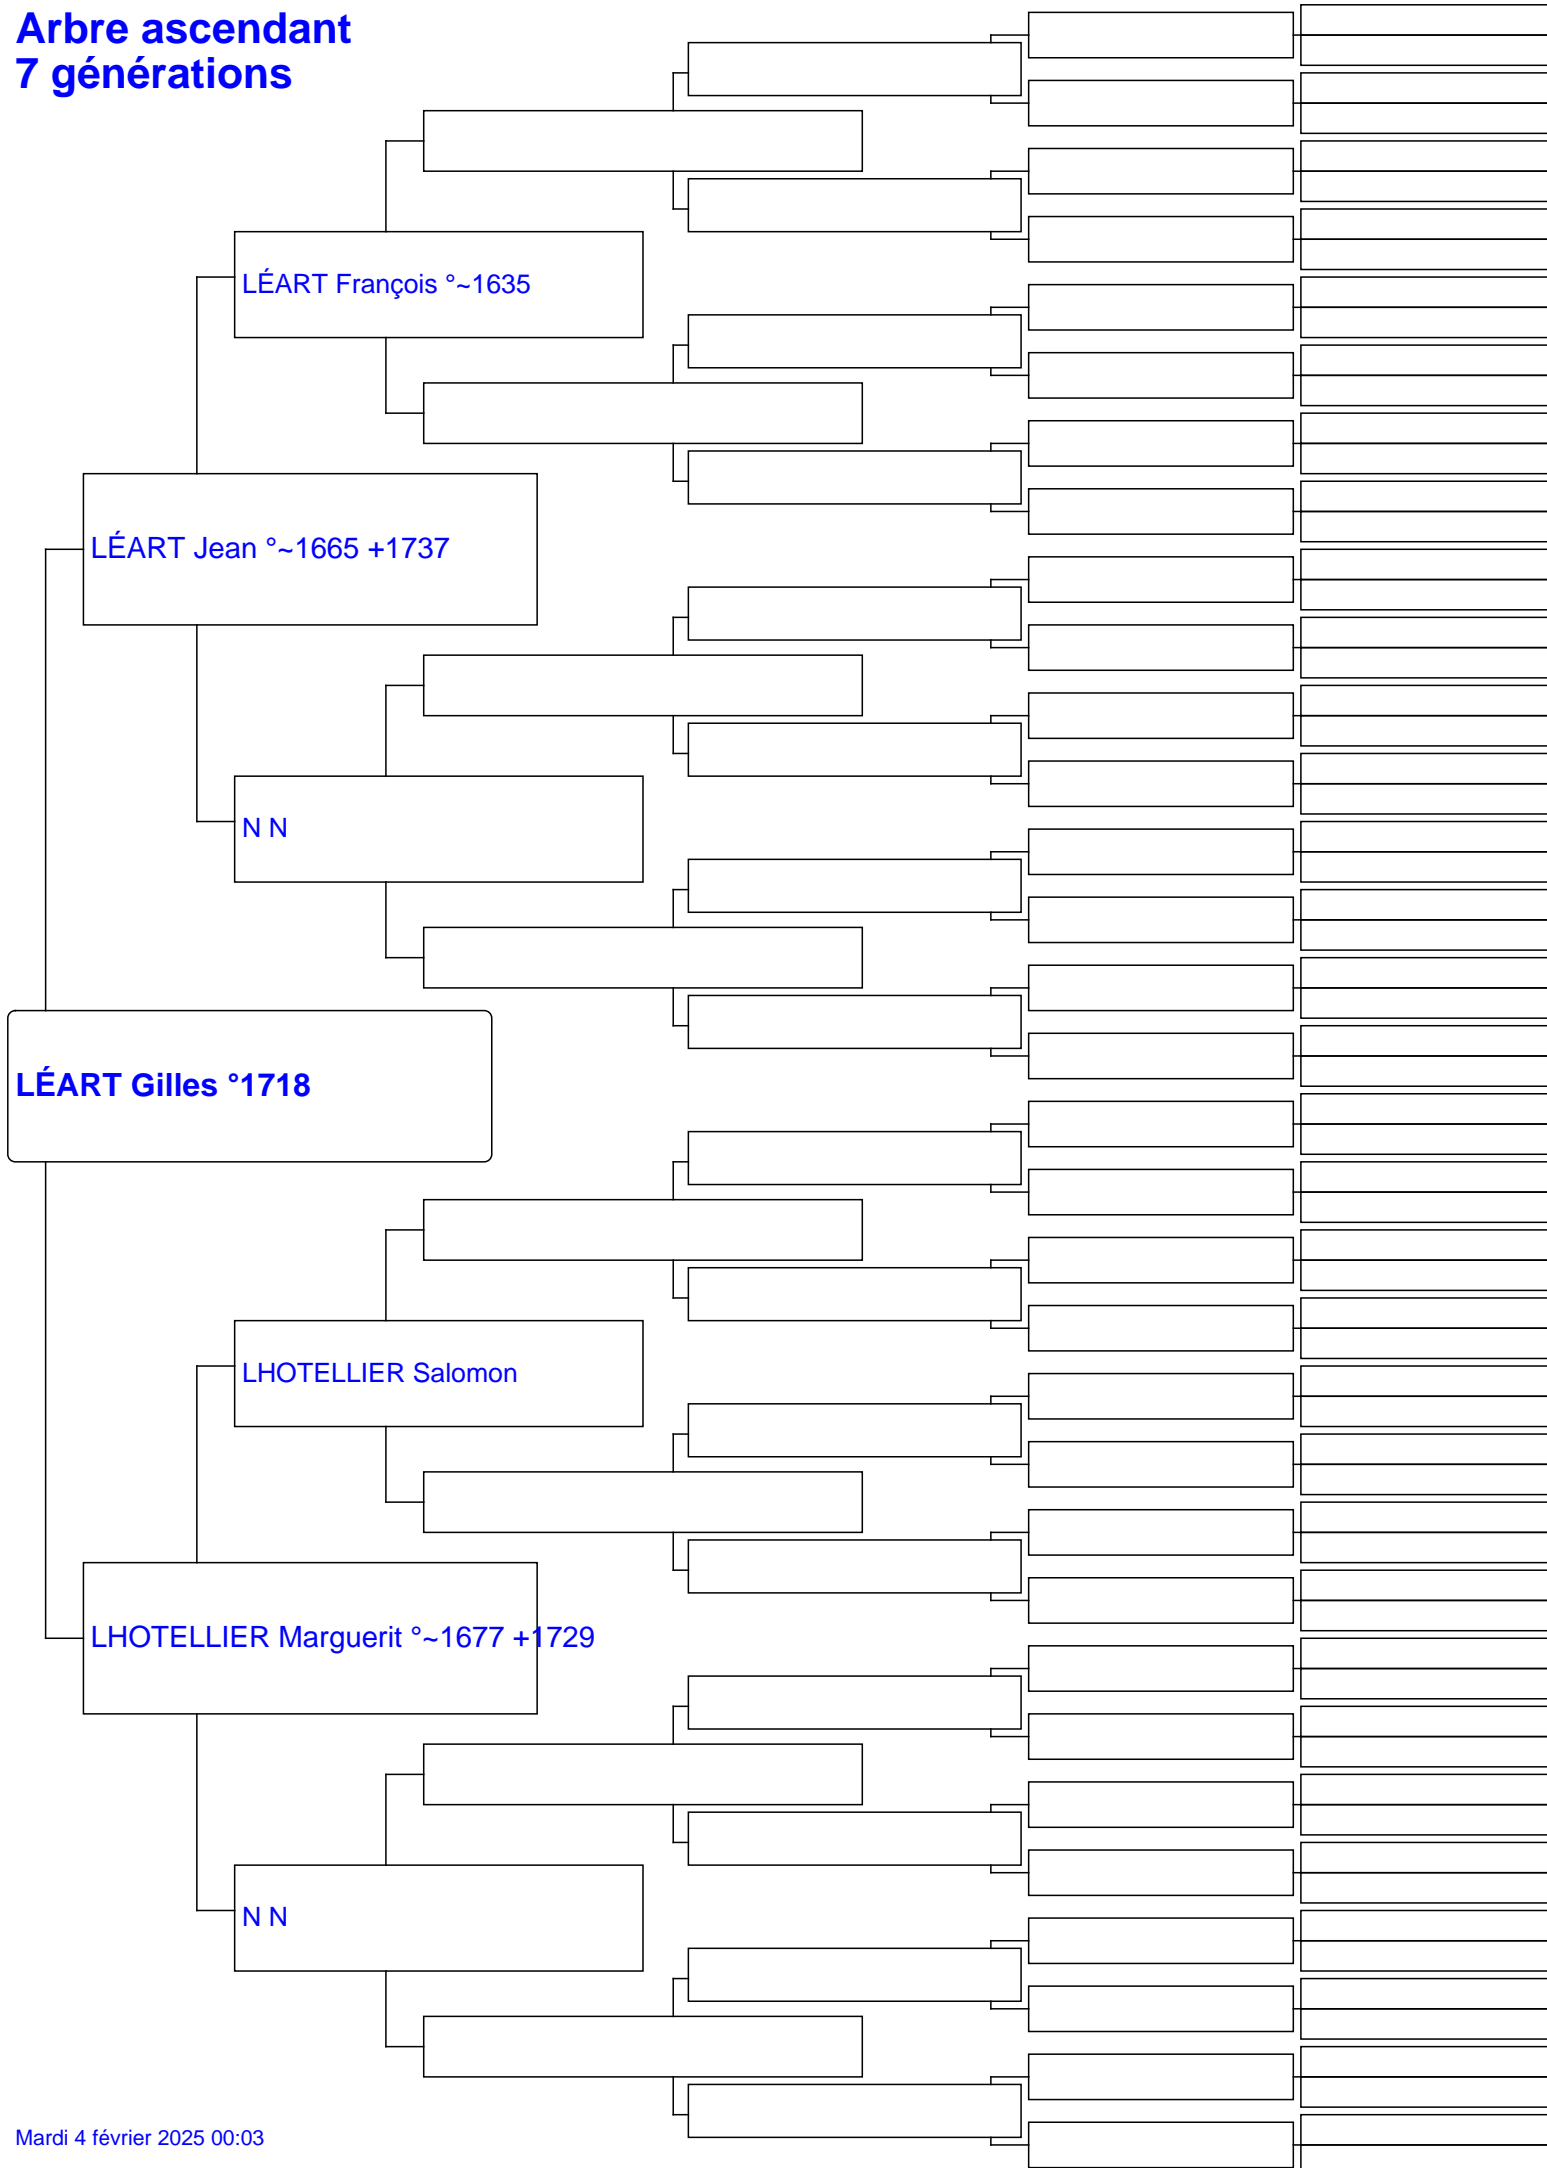 Arbre ascendant
7 générations
LÉART François °~1635
LÉART Jean °~1665 +1737
N N
LÉART Gilles °1718
LHOTELLIER Salomon
LHOTELLIER Marguerit °~1677 +1729
N N
Mardi 4 février 2025 00:03